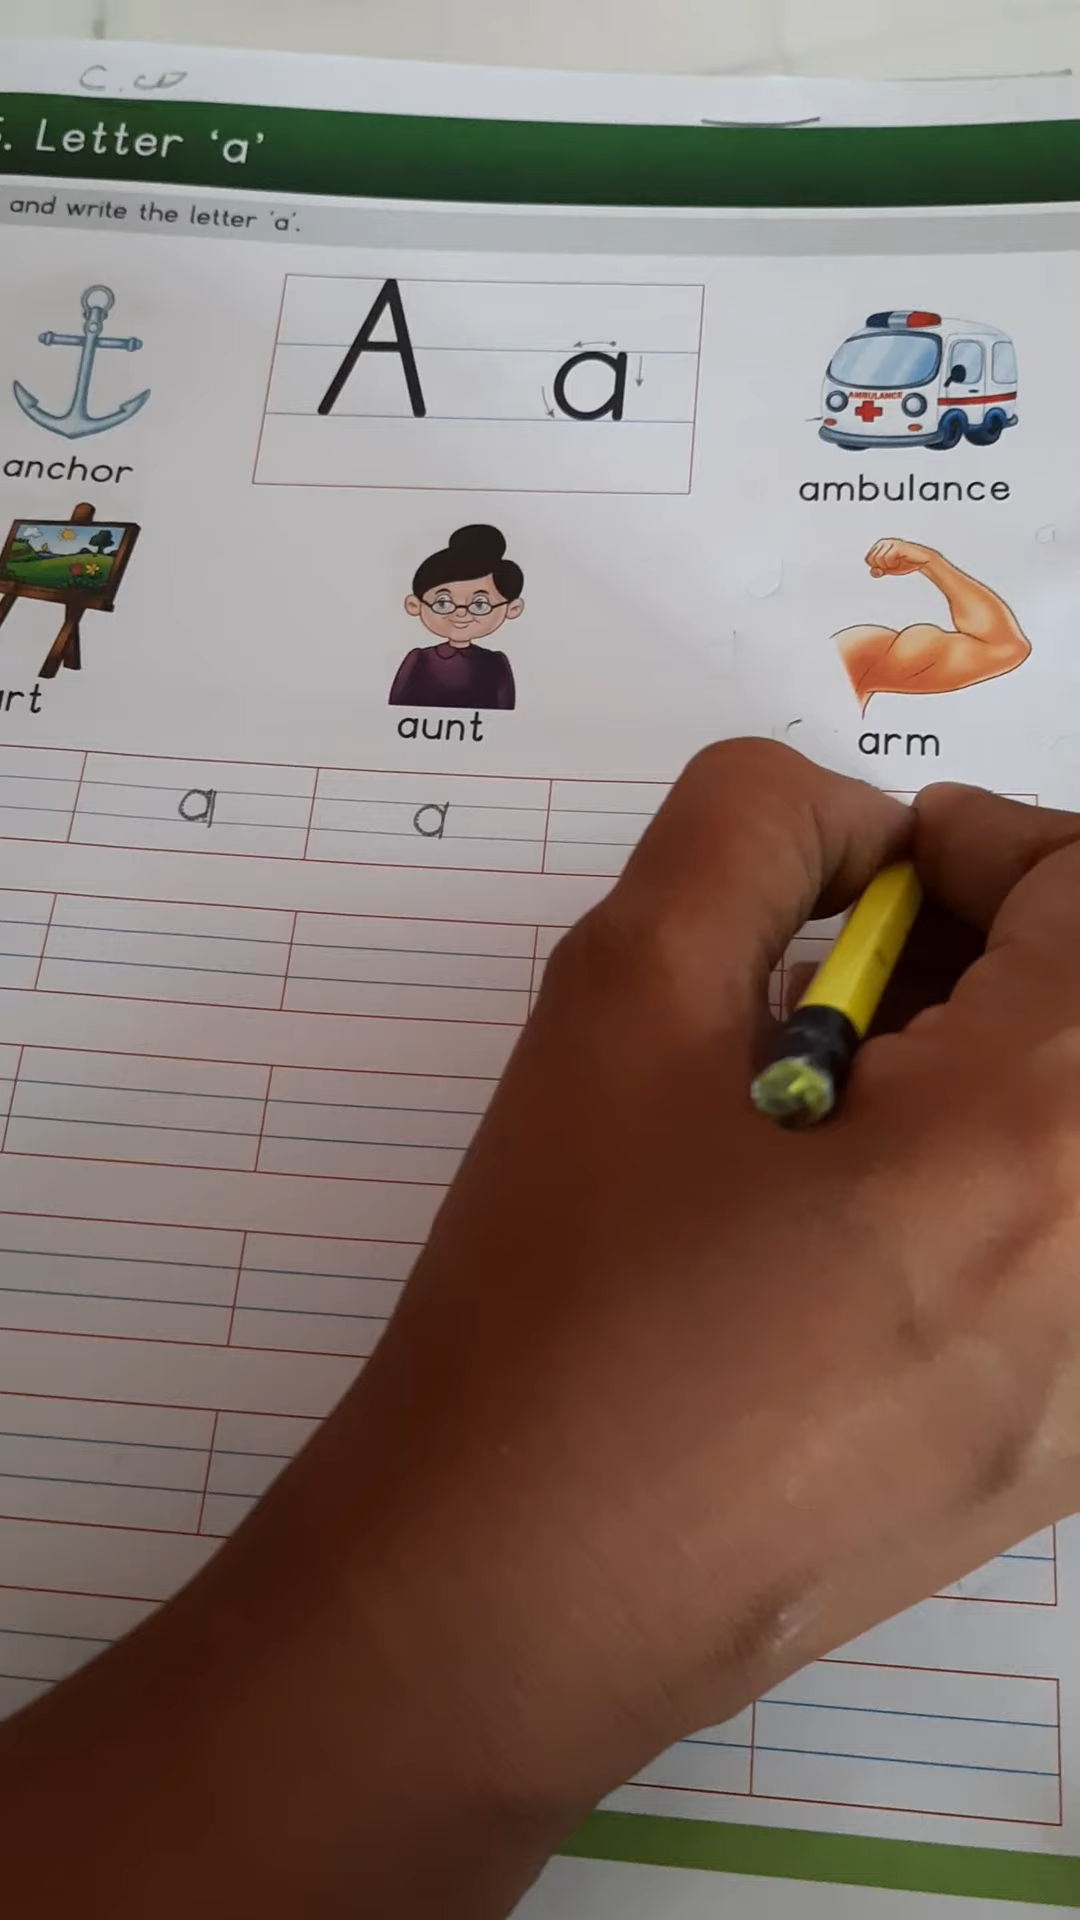 . Letter ‘a’
and write the letter ‘a’.
A a
AMBULANCE
anchor
ambulance
rt
aunt
arm
a a